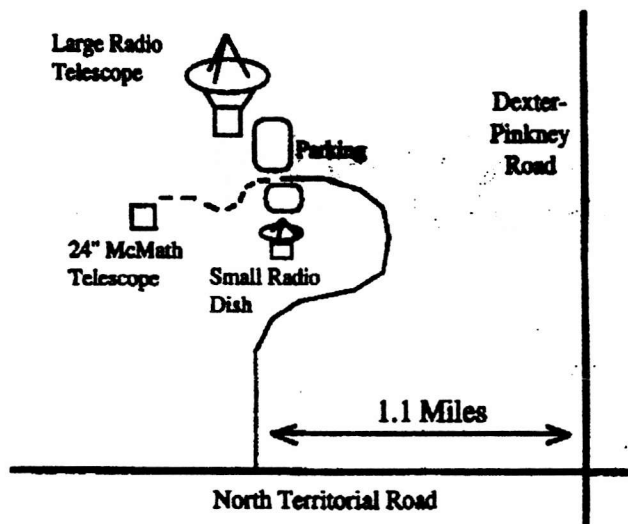 Large Radio
Telescope
Dexter-
Pinkney
Road
Parking
24" McMath
Telescope
Small Radio
Dish
1.1 Miles
North Territorial Road